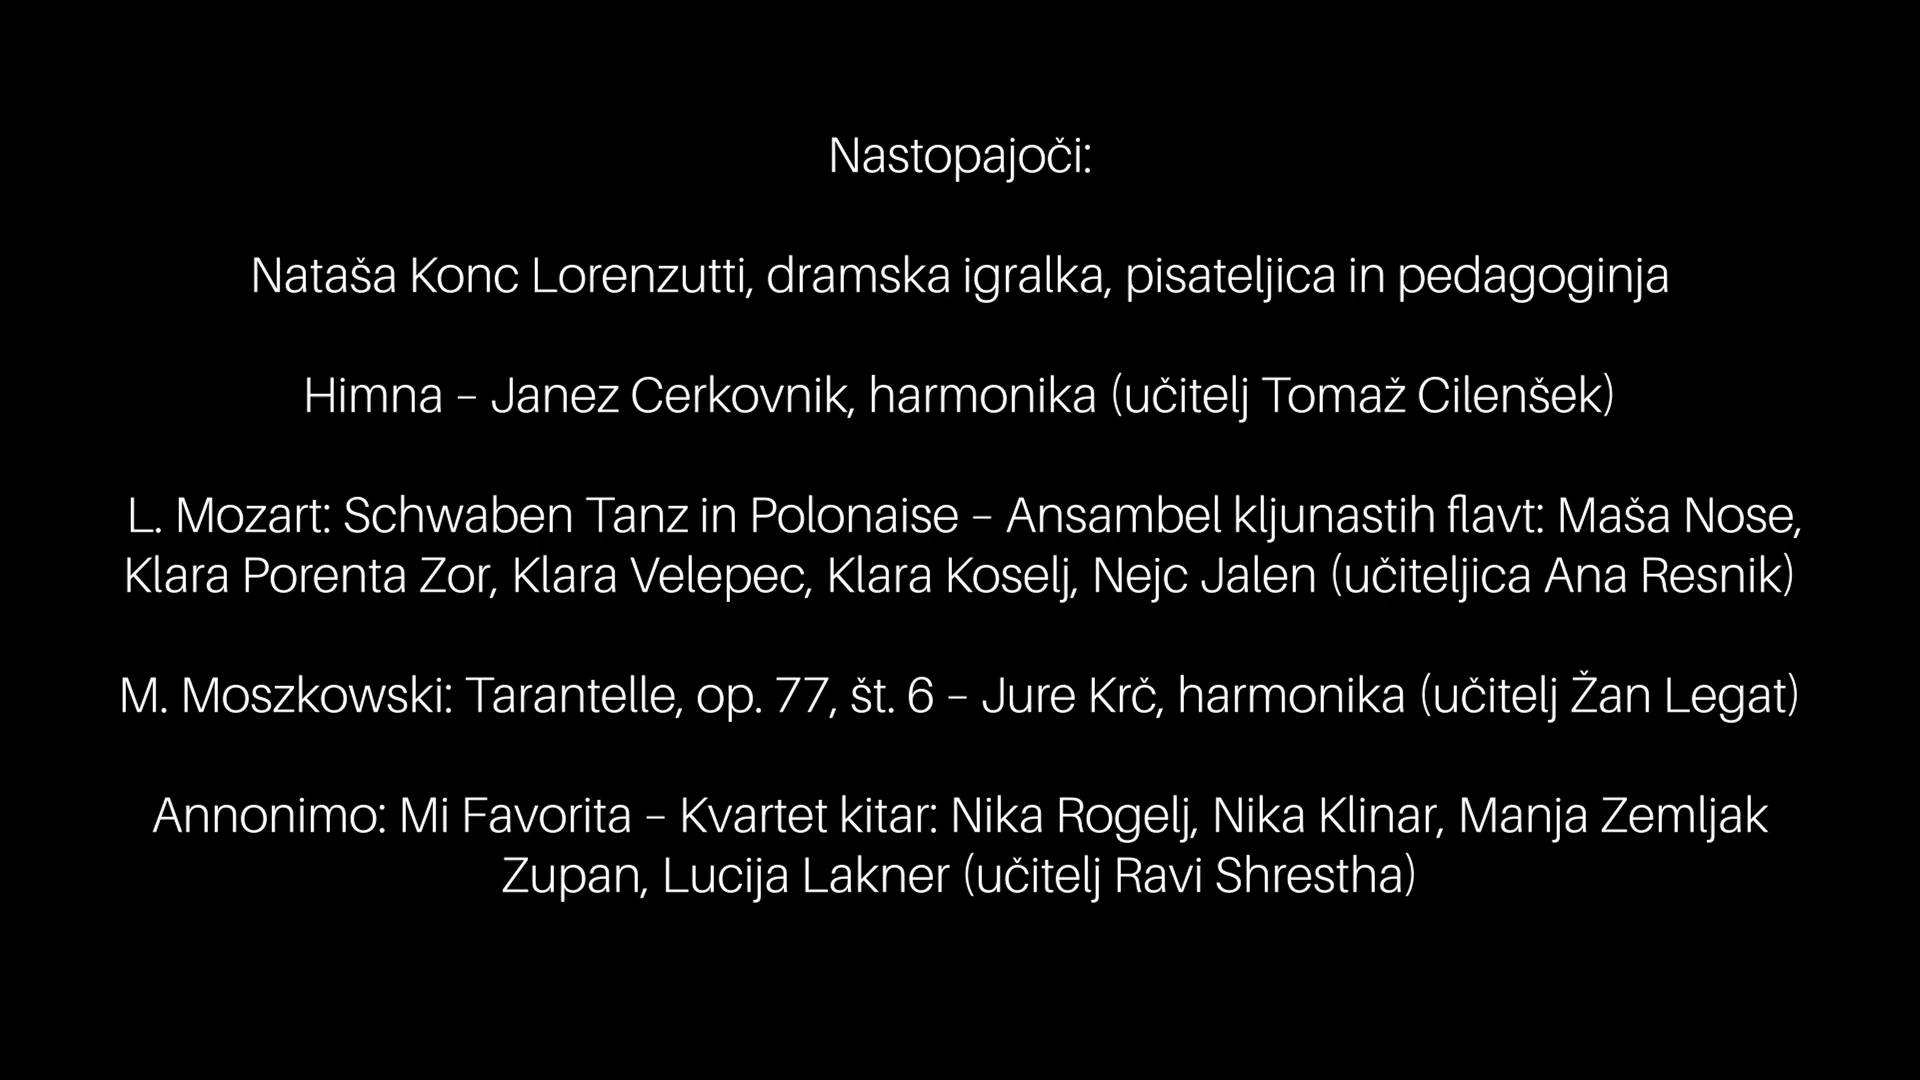 Nastopajoči:
Nataša Konc Lorenzutti, dramska igralka, pisateljica in pedagoginja
Himna – Janez Cerkovnik, harmonika (učitelj Tomaž Cilenšek)
L. Mozart: Schwaben Tanz in Polonaise – Ansambel kljunastih flavt: Maša Nose,
Klara Porenta Zor, Klara Velepec, Klara Koselj, Nejc Jalen (učiteljica Ana Resnik)
M. Moszkowski: Tarantelle, op. 77, št. 6 – Jure Krč, harmonika (učitelj Žan Legat)
Annonimo: Mi Favorita – Kvartet kitar: Nika Rogelj, Nika Klinar, Manja Zemljak
Zupan, Lucija Lakner (učitelj Ravi Shrestha)